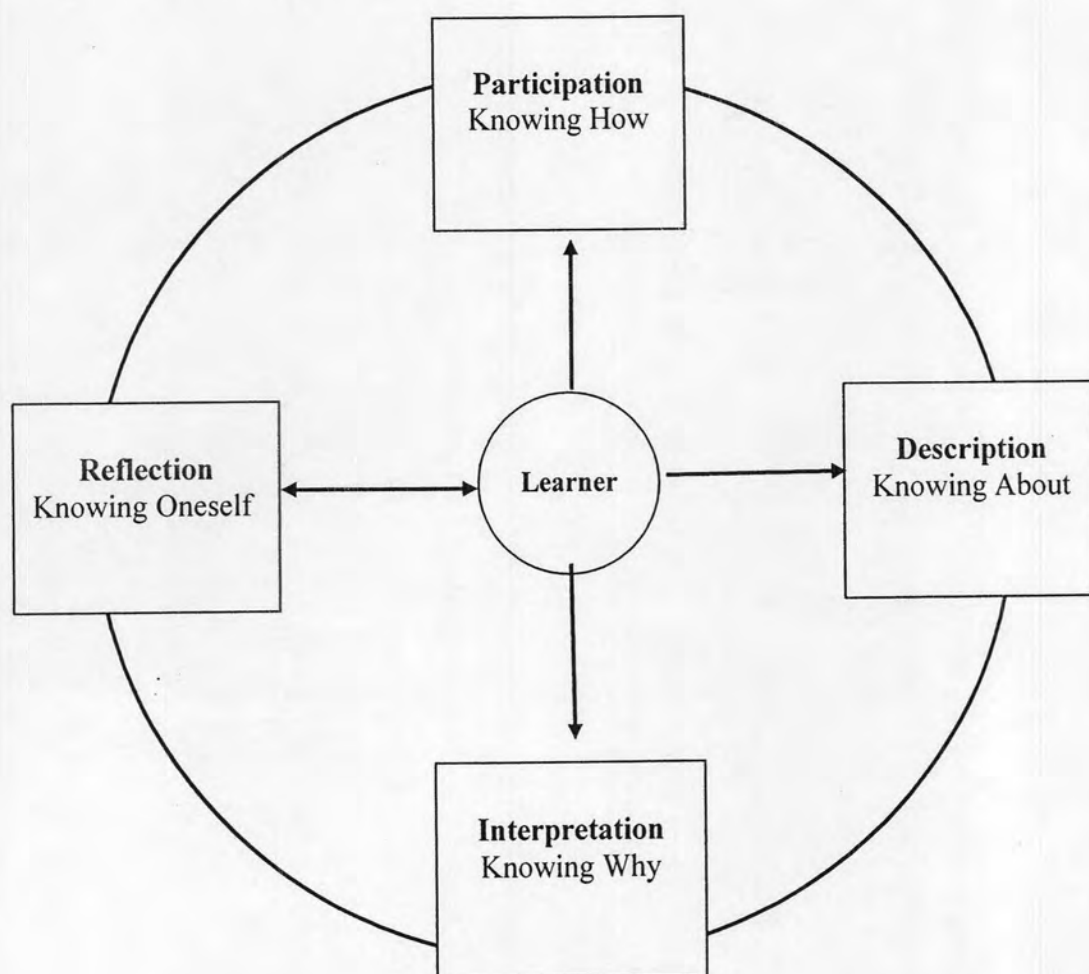 Participation
Knowing How
Reflection
Knowing Oneself
Learner
Description
Knowing About
Interpretation
Knowing Why